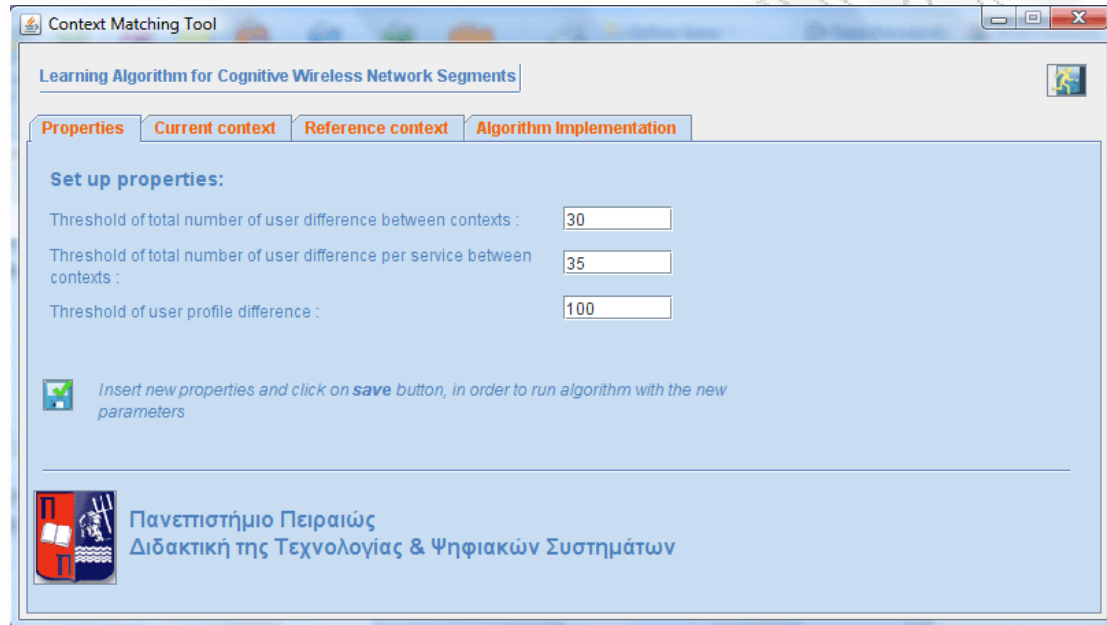 Context Matching Tool
Learning Algorithm for Cognitive Wireless Network Segments
Properties Current context Reference context Algorithm Implementation
Set up properties:
Threshold of total number of user difference between contexts : 30
Threshold of total number of user difference per service between
contexts : 35
Threshold of user profile difference : 100
Insert new properties and click on save button, in order to run algorithm with the new
parameters
Πανεπιστήμιο Πειραιώς
Διδακτική της Τεχνολογίας & Ψηφιακών Συστημάτων